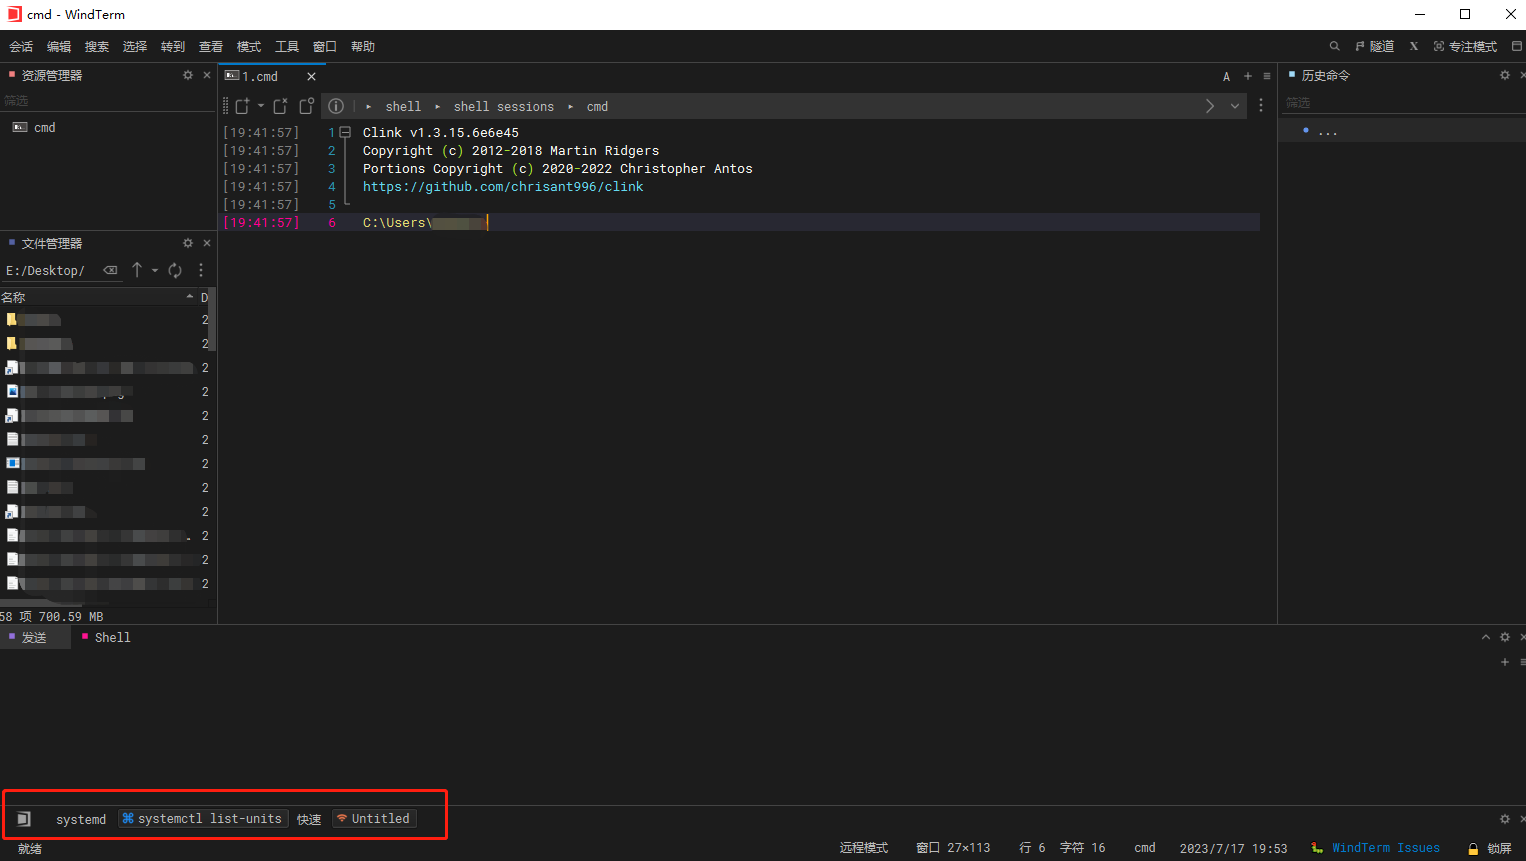 cmd - WindTerm
会话 编辑 搜索 选择 转到 查看 模式 工具 窗口 帮助 隧道 X 专注模式
资源管理器
筛选
cmd
文件管理器
E:/Desktop/
名称 D
2
2
2
2
2
2
2
2
2
2
2
2
58 项 700.59 MB
1.cmd A
shell shell sessions cmd
[19:41:57] 1 Clink v1.3.15.6e6e45
[19:41:57] 2 Copyright (c) 2012-2018 Martin Ridgers
[19:41:57] 3 Portions Copyright (c) 2020-2022 Christopher Antos
[19:41:57] 4 https://github.com/chrisant996/clink
[19:41:57] 5
[19:41:57] 6 C:\Users\
历史命令
筛选
...
发送 Shell
systemd systemctl list-units 快速 Untitled
就绪 远程模式 窗口 27×113 行 6 字符 16 cmd 2023/7/17 19:53 WindTerm Issues 锁屏